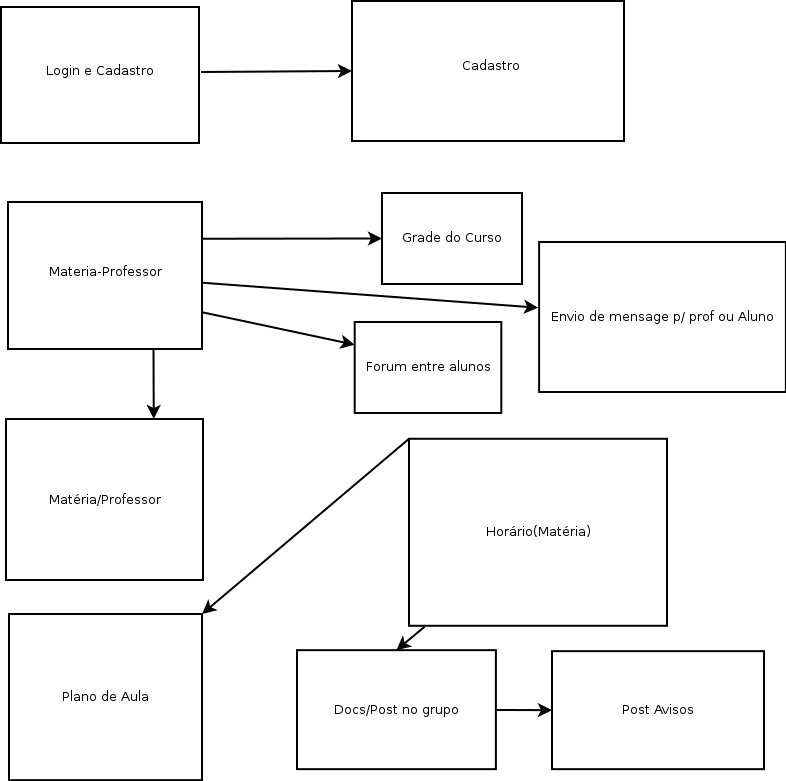 Login e Cadastro
Cadastro
Materia-Professor
Grade do Curso
Envio de mensage p/ prof ou Aluno
Forum entre alunos
Matéria/Professor
Horário(Matéria)
Plano de Aula
Docs/Post no grupo
Post Avisos